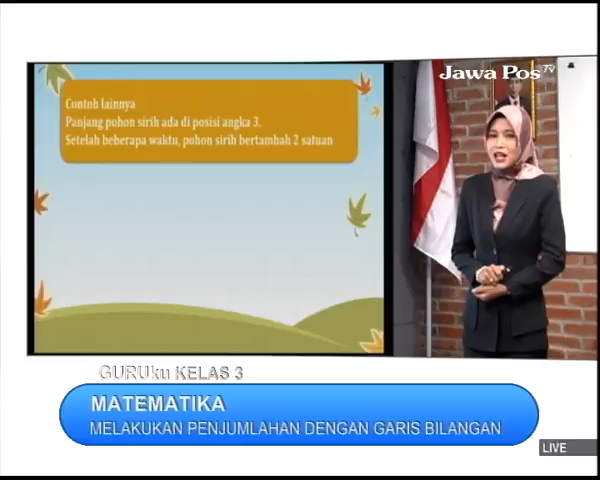 Jawa Pos TV
Contoh lainnya
Panjang pohon sirih ada di posisi angka 3.
Setelah beberapa waktu, pohon sirih bertambah 2 satuan
GURUku KELAS 3
MATEMATIKA
MELAKUKAN PENJUMLAHAN DENGAN GARIS BILANGAN
LIVE